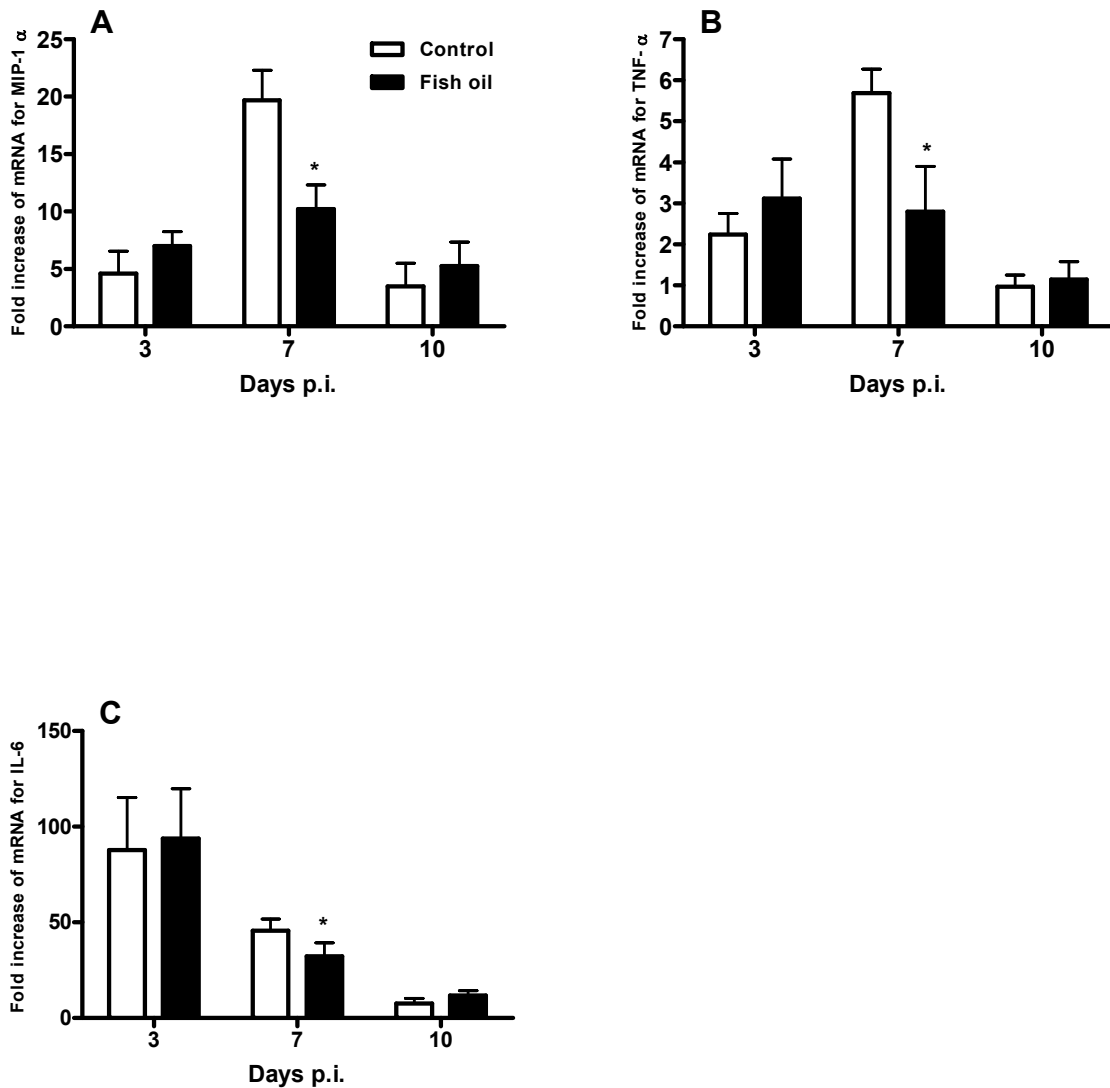 A
Fold increase of mRNA for MIP-1 α
25
20
15
10
5
0
Control
Fish oil
*
3 7 10
Days p.i.
B
Fold increase of mRNA for TNF- α
7
6
5
4
3
2
1
0
*
3 7 10
Days p.i.
C
Fold increase of mRNA for IL-6
150
100
50
0
*
3 7 10
Days p.i.